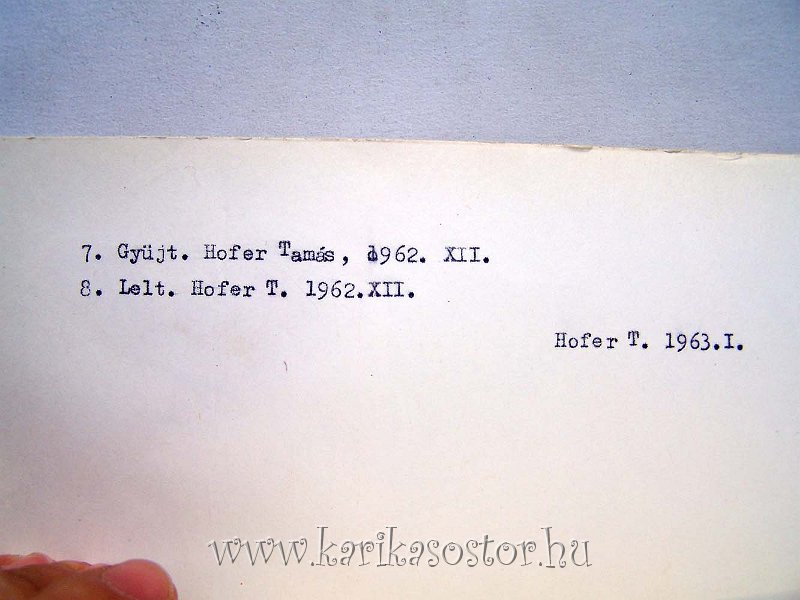 7. Gyüjt. Hofer Tamás, 1962. XII.
8. Lelt. Hofer T. 1962.XII.
Hofer T. 1963.I.
www.karikasostor.hu